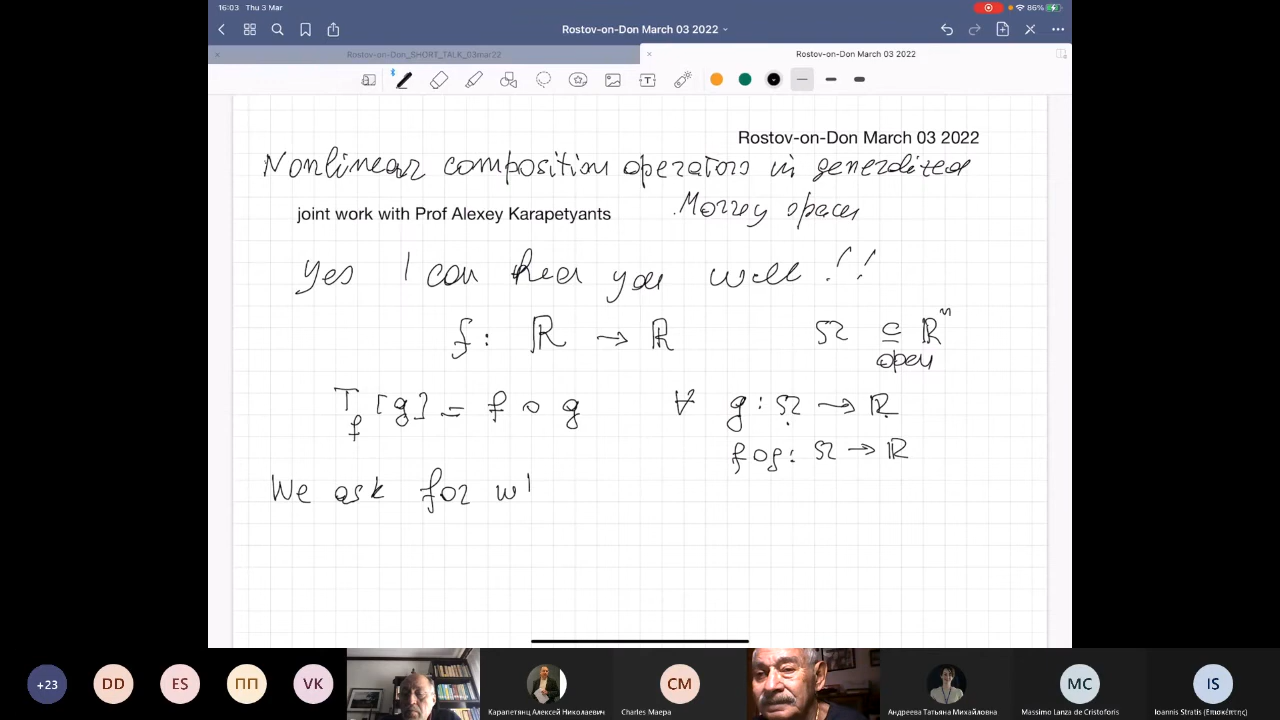 16:03 Thu 3 Mar
86%
Rostov-on-Don March 03 2022
Rostov-on-Don_SHORT_TALK_03mar22
Rostov-on-Don March 03 2022
Rostov-on-Don March 03 2022
Nonlinear composition operators in generalized
Morrey spaces
joint work with Prof Alexey Karapetyants
Yes I can hear you well !!
f : ℝ → ℝ Ω ⊆ ℝⁿ
open
T_f [g] = f ∘ g ∀ g : Ω → ℝ
f∘g : Ω → ℝ
We ask for w
+23
DD
ES
ПП
VK
Карапетянц Алексей Николаевич
CM
Charles Maepa
Андреева Татьяна Михайловна
MC
Massimo Lanza de Cristoforis
IS
Ioannis Stratis (Επισκέπτης)